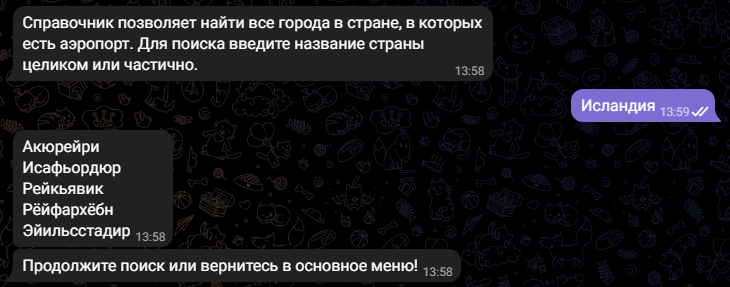 Справочник позволяет найти все города в стране, в которых
есть аэропорт. Для поиска введите название страны
целиком или частично.
13:58
Исландия 13:59
Акюрейри
Исафьордюр
Рейкьявик
Рёйфархёбн
Эйильсстадир 13:58
Продолжите поиск или вернитесь в основное меню! 13:58